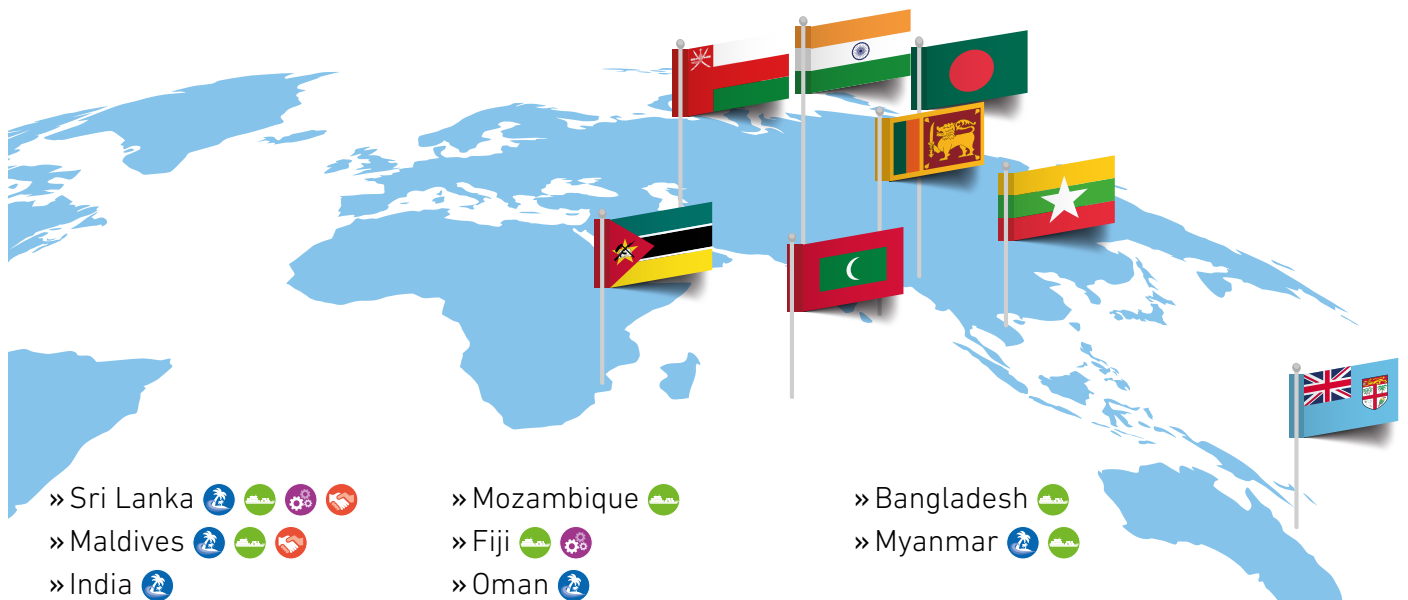 » Sri Lanka
» Maldives
» India
» Mozambique
» Fiji
» Oman
» Bangladesh
» Myanmar